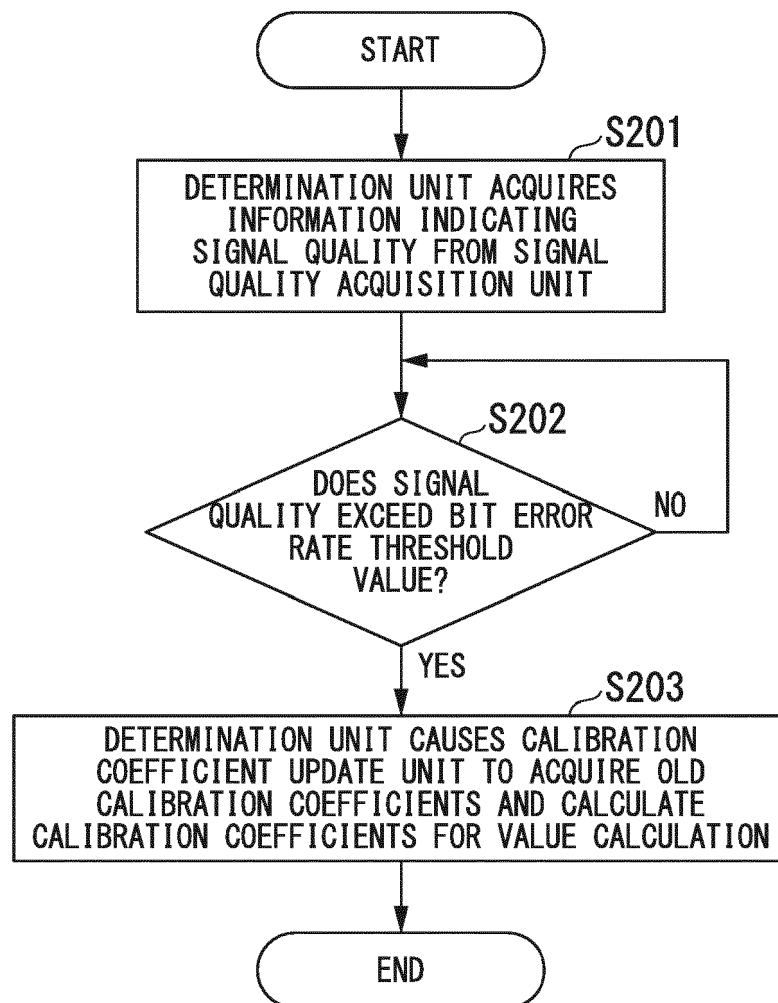 START
S201
DETERMINATION UNIT ACQUIRES
INFORMATION INDICATING
SIGNAL QUALITY FROM SIGNAL
QUALITY ACQUISITION UNIT
S202
DOES SIGNAL
QUALITY EXCEED BIT ERROR
RATE THRESHOLD
VALUE?
NO
YES
S203
DETERMINATION UNIT CAUSES CALIBRATION
COEFFICIENT UPDATE UNIT TO ACQUIRE OLD
CALIBRATION COEFFICIENTS AND CALCULATE
CALIBRATION COEFFICIENTS FOR VALUE CALCULATION
END